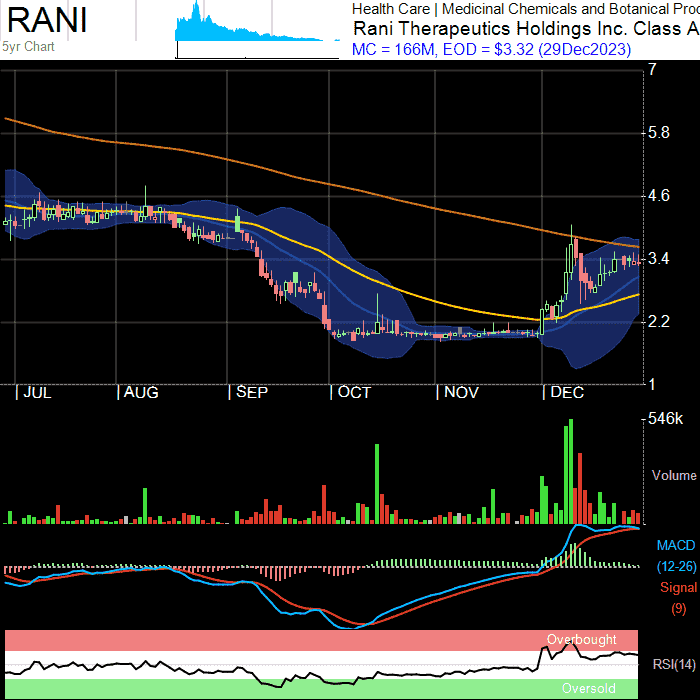 RANI
5yr Chart
Health Care | Medicinal Chemicals and Botanical Proc
Rani Therapeutics Holdings Inc. Class A
MC = 166M, EOD = $3.32 (29Dec2023)
7
5.8
4.6
3.4
2.2
1
| JUL | AUG | SEP | OCT | NOV | DEC
546k
Volume
MACD
(12-26)
Signal
(9)
Overbought
RSI(14)
Oversold